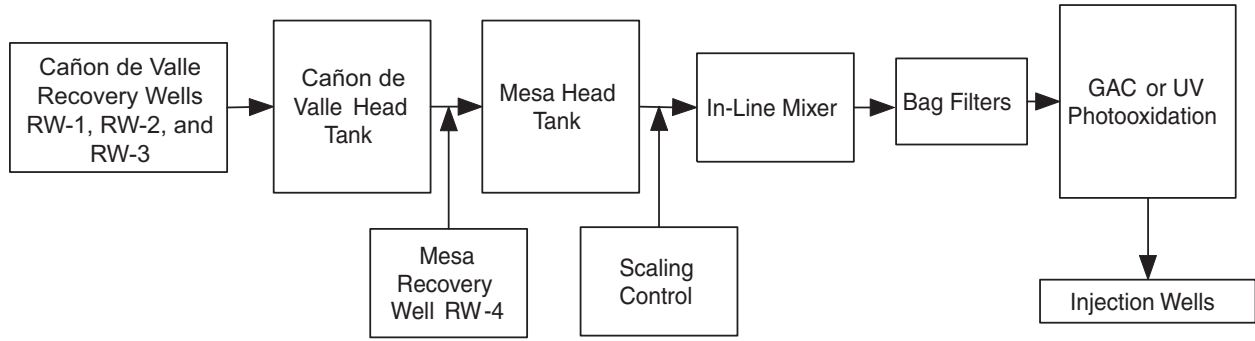 Cañon de Valle
Recovery Wells
RW-1, RW-2, and
RW-3
Cañon de
Valle Head
Tank
Mesa Head
Tank
In-Line Mixer
Bag Filters
GAC or UV
Photooxidation
Mesa
Recovery
Well RW-4
Scaling
Control
Injection Wells